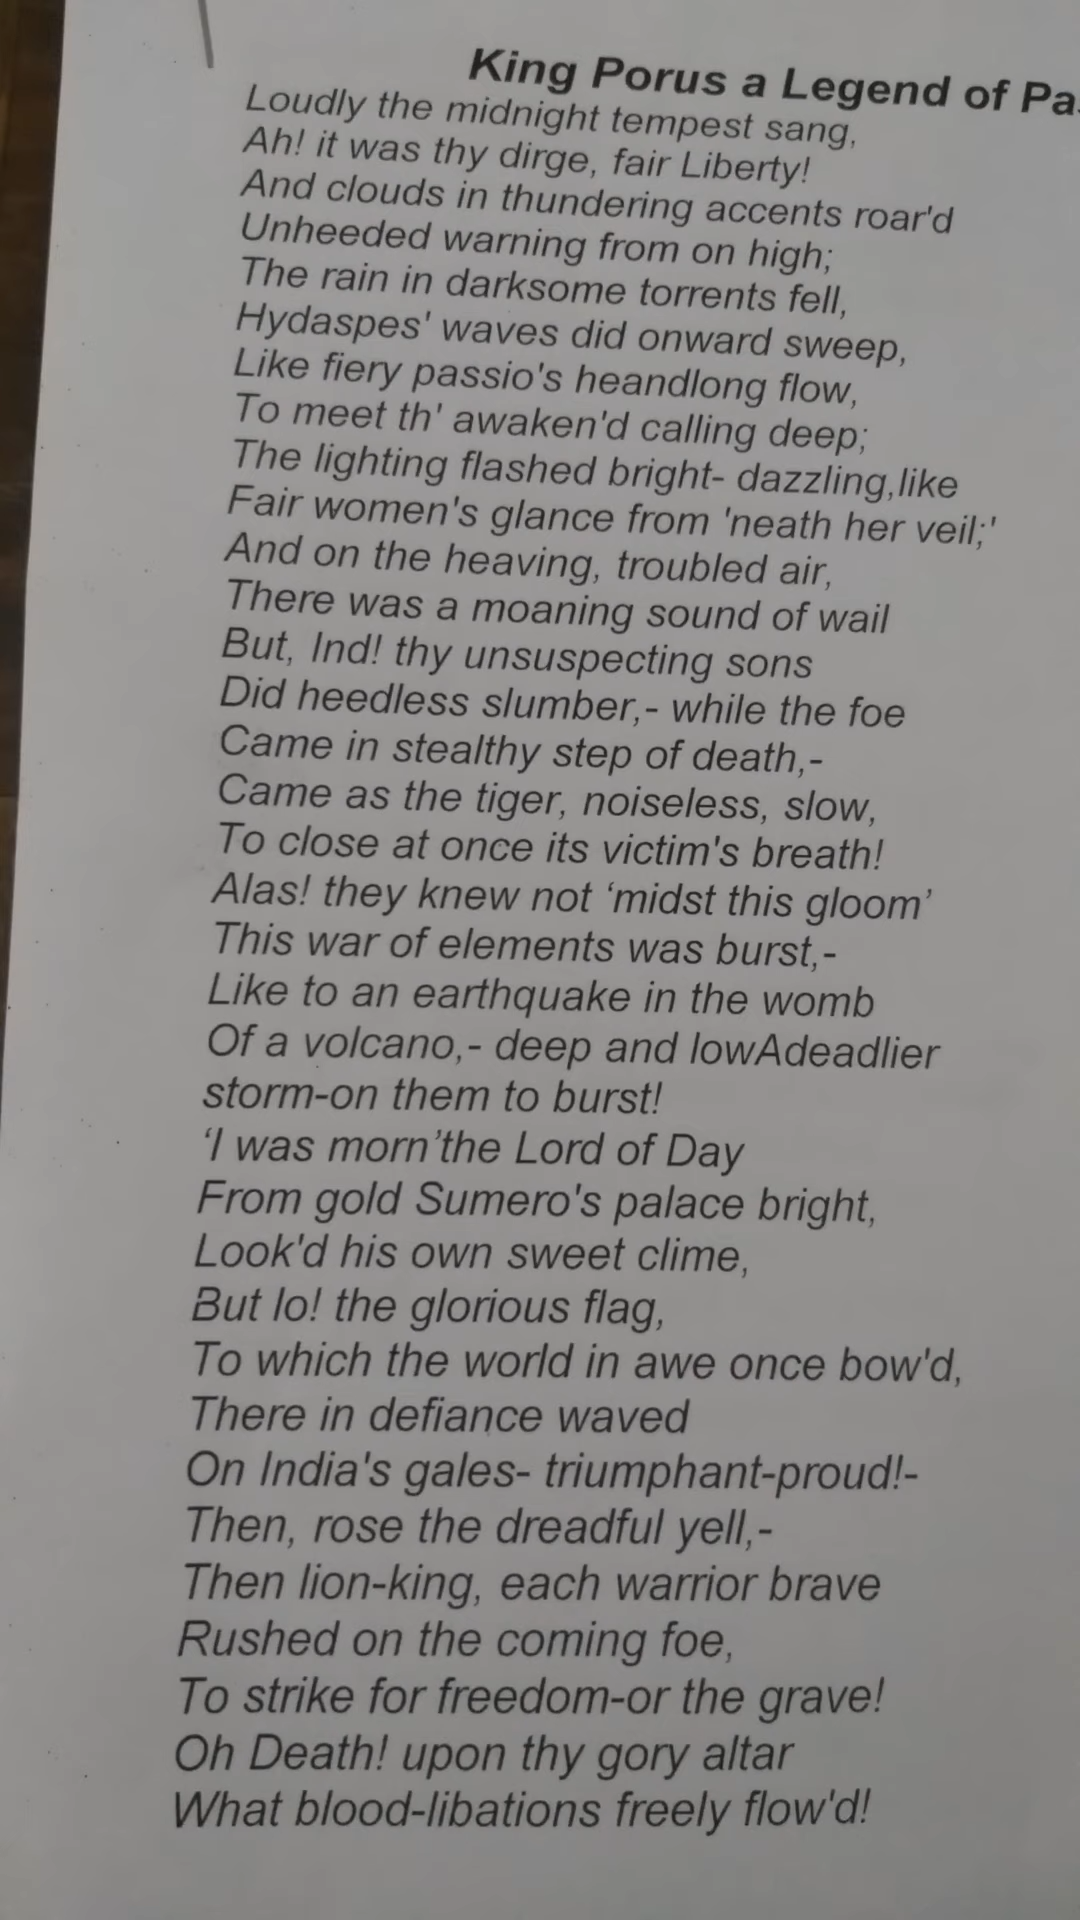 King Porus a Legend of
Loudly the midnight tempest sang,
Ah! it was thy dirge, fair Liberty!
And clouds in thundering accents roar'd
Unheeded warning from on high;
The rain in darksome torrents fell,
Hydaspes' waves did onward sweep,
Like fiery passio's heandlong flow,
To meet th' awaken'd calling deep;
The lighting flashed bright- dazzling,like
Fair women's glance from 'neath her veil;'
And on the heaving, troubled air,
There was a moaning sound of wail
But, Ind! thy unsuspecting sons
Did heedless slumber,- while the foe
Came in stealthy step of death,-
Came as the tiger, noiseless, slow,
To close at once its victim's breath!
Alas! they knew not ‘midst this gloom’
This war of elements was burst,-
Like to an earthquake in the womb
Of a volcano,- deep and lowAdeadlier
storm-on them to burst!
‘I was morn’the Lord of Day
From gold Sumero's palace bright,
Look'd his own sweet clime,
But lo! the glorious flag,
To which the world in awe once bow'd,
There in defiance waved
On India's gales- triumphant-proud!-
Then, rose the dreadful yell,-
Then lion-king, each warrior brave
Rushed on the coming foe,
To strike for freedom-or the grave!
Oh Death! upon thy gory altar
What blood-libations freely flow'd!